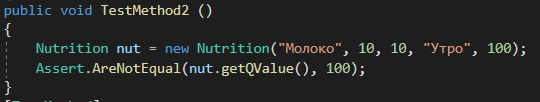 public void TestMethod2 ()
{
Nutrition nut = new Nutrition("Молоко", 10, 10, "Утро", 100);
Assert.AreNotEqual(nut.getQValue(), 100);
}